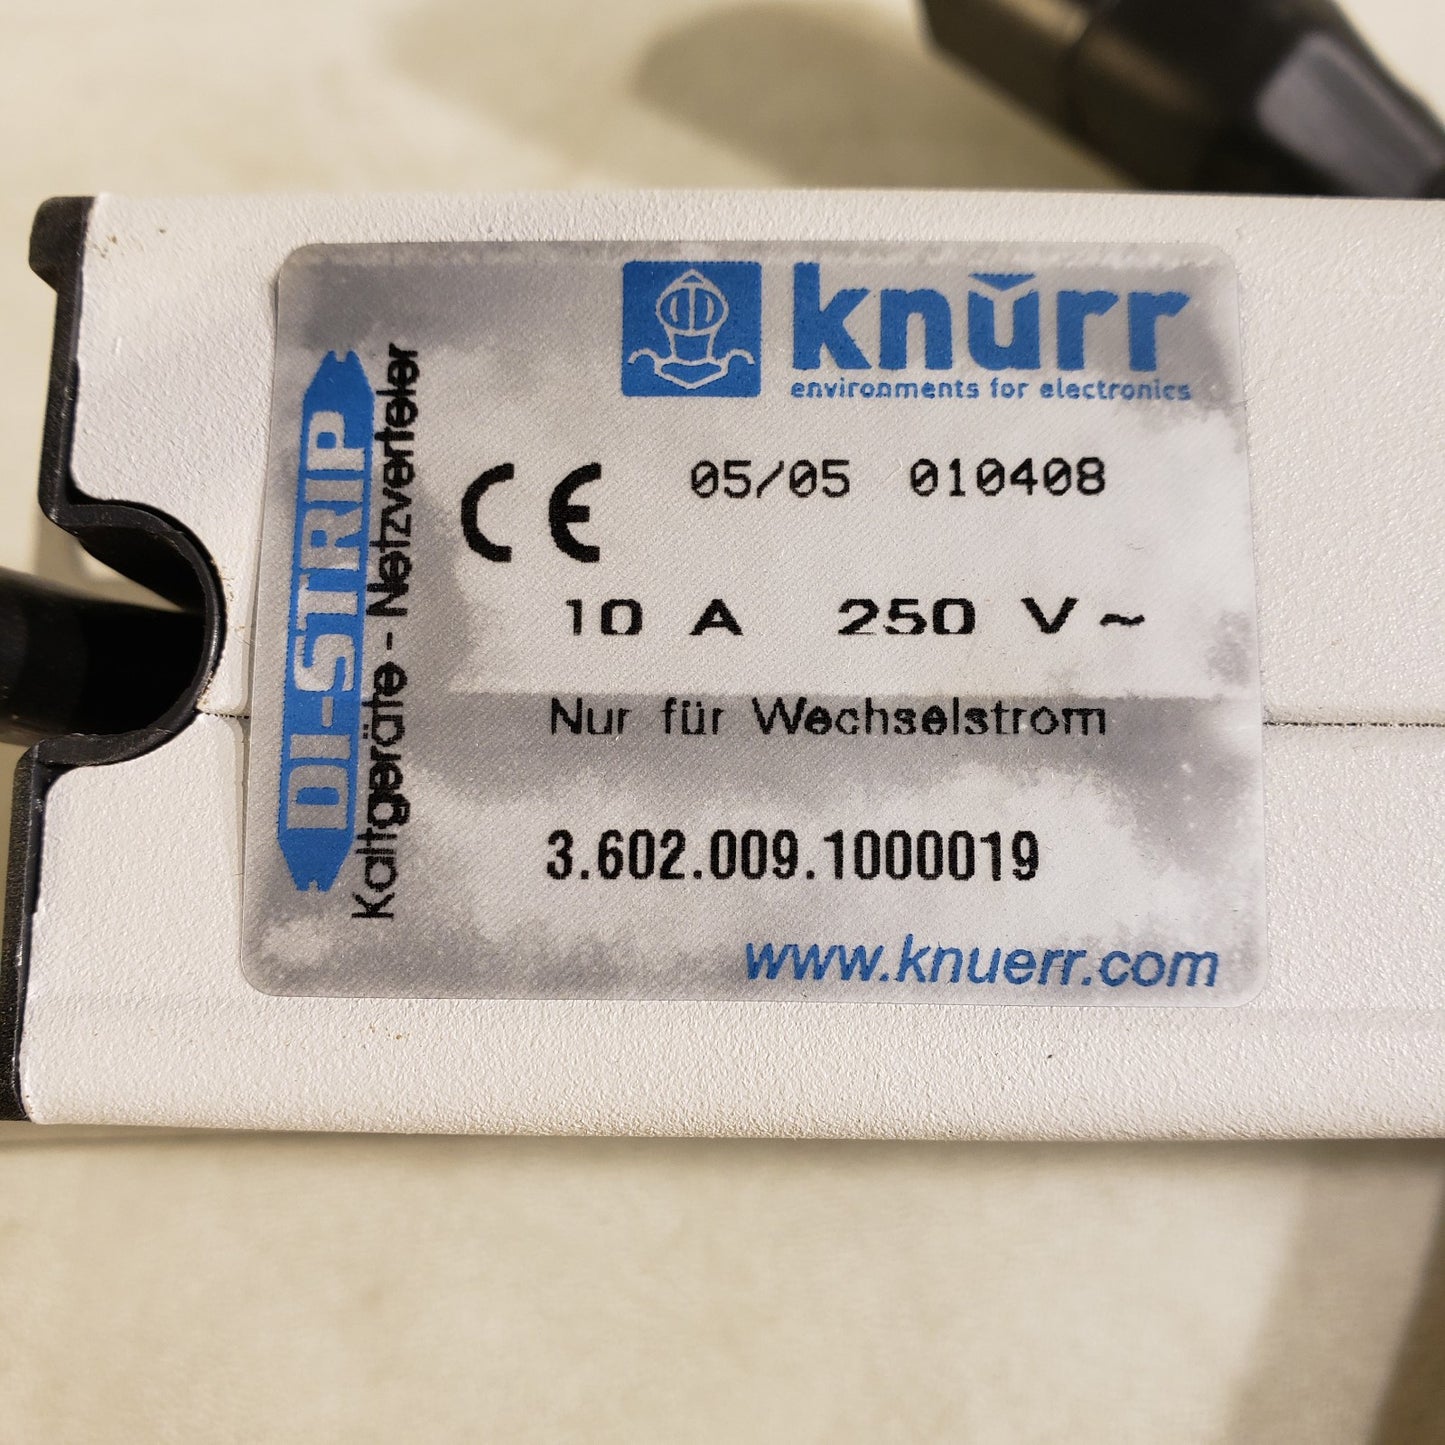 knürr
environments for electronics
CE 05/05 010408
10 A 250 V ~
Nur für Wechselstrom
3.602.009.1000019
www.knuerr.com
DI-STRIP
Kaltgeräte - Netzverteler